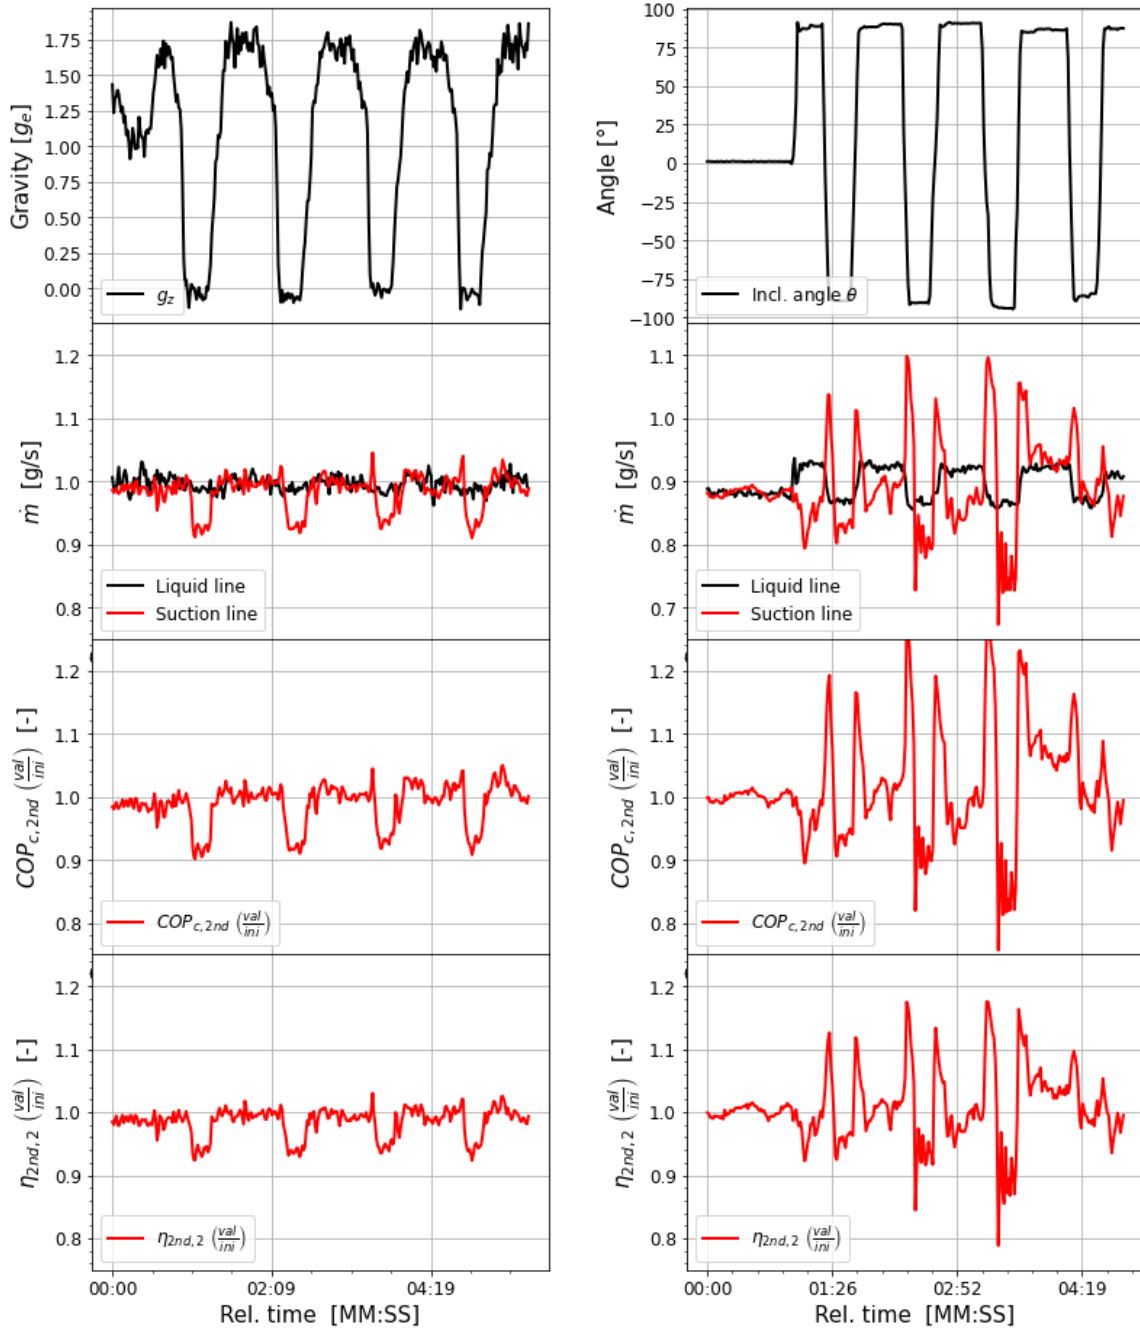 Gravity [g_e]
1.75
1.50
1.25
1.00
0.75
0.50
0.25
0.00
g_z
ṁ [g/s]
1.2
1.1
1.0
0.9
0.8
Liquid line
Suction line
COP_c,2nd (val/ini) [-]
1.2
1.1
1.0
0.9
0.8
COP_c,2nd (val/ini)
η_2nd,2 (val/ini) [-]
1.2
1.1
1.0
0.9
0.8
η_2nd,2 (val/ini)
00:00 02:09 04:19
Rel. time [MM:SS]
Angle [°]
100
75
50
25
0
−25
−50
−75
−100
Incl. angle θ
ṁ [g/s]
1.1
1.0
0.9
0.8
0.7
Liquid line
Suction line
COP_c,2nd (val/ini) [-]
1.2
1.1
1.0
0.9
0.8
COP_c,2nd (val/ini)
η_2nd,2 (val/ini) [-]
1.2
1.1
1.0
0.9
0.8
η_2nd,2 (val/ini)
00:00 01:26 02:52 04:19
Rel. time [MM:SS]